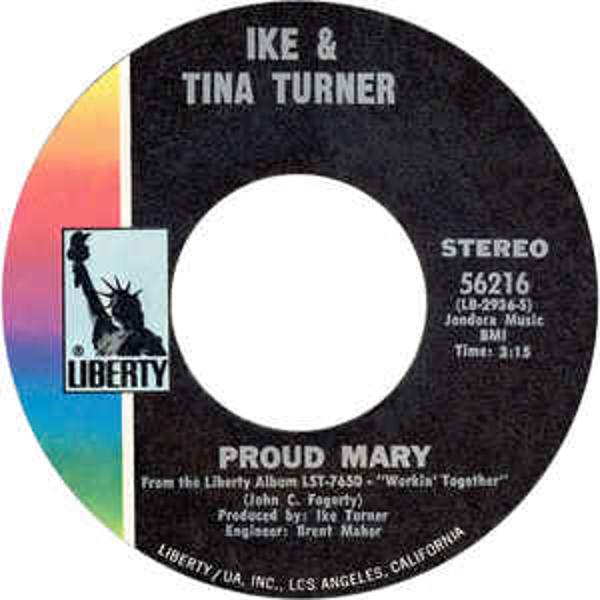 IKE &
TINA TURNER
STEREO
56216
(LB-2936-S)
Jondora Music
BMI
Time: 3:15
®
LIBERTY
PROUD MARY
From the Liberty Album LST-7650 - "Workin' Together"
(John C. Fogerty)
Produced by: Ike Turner
Engineer: Brent Maher
LIBERTY/UA, INC., LOS ANGELES, CALIFORNIA